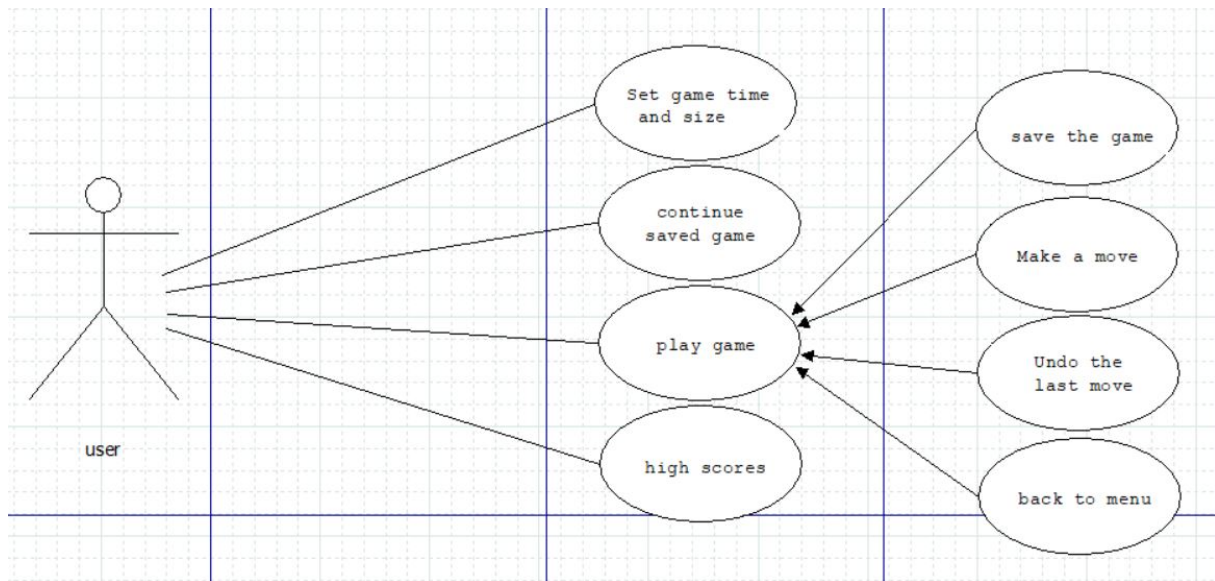 Set game time
and size
save the game
continue
saved game
Make a move
play game
Undo the
last move
user
high scores
back to menu